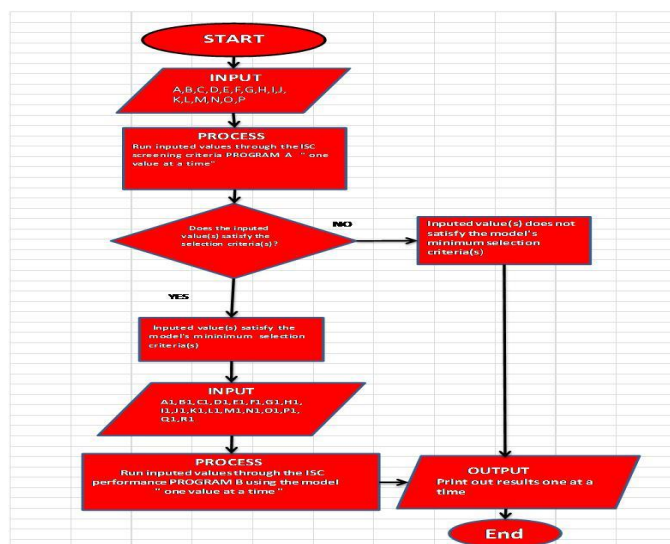 START
INPUT
A,B,C,D,E,F,G,H,I,J,
K,L,M,N,O,P
PROCESS
Run inputed values through the ISC
screening criteria PROGRAM A " one
value at a time"
Does the inputed
value(s) satisfy the
selection criteria(s)?
NO
Inputed value(s) does not
satisfy the model's
minimum selection
criteria(s)
YES
Inputed value(s) satisfy the
model's mininimum selection
criteria(s)
INPUT
A1,B1,C1,D1,E1,F1,G1,H1,
I1,J1,K1,L1,M1,N1,O1,P1,
Q1,R1
PROCESS
Run inputed values through the ISC
performance PROGRAM B using the model
" one value at a time "
OUTPUT
Print out results one at a
time
End